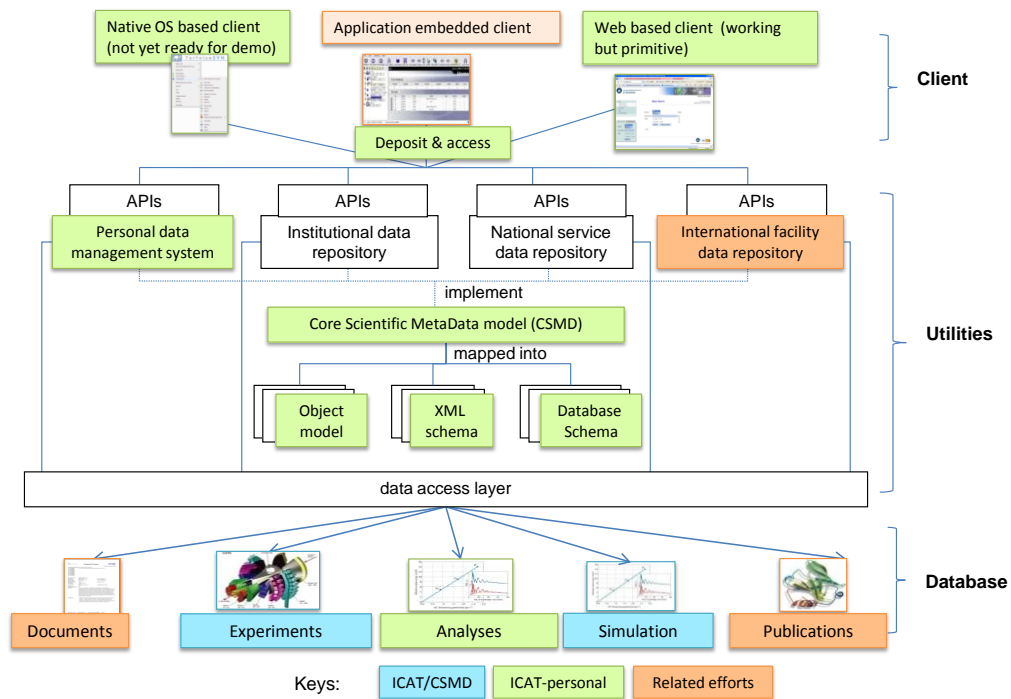 Native OS based client
(not yet ready for demo)
Application embedded client
Web based client (working
but primitive)
Client
Deposit & access
APIs
APIs
APIs
APIs
Personal data
management system
Institutional data
repository
National service
data repository
International facility
data repository
implement
Core Scientific MetaData model (CSMD)
Utilities
mapped into
Object
model
XML
schema
Database
Schema
data access layer
Database
Documents
Experiments
Analyses
Simulation
Publications
Keys:
ICAT/CSMD
ICAT-personal
Related efforts